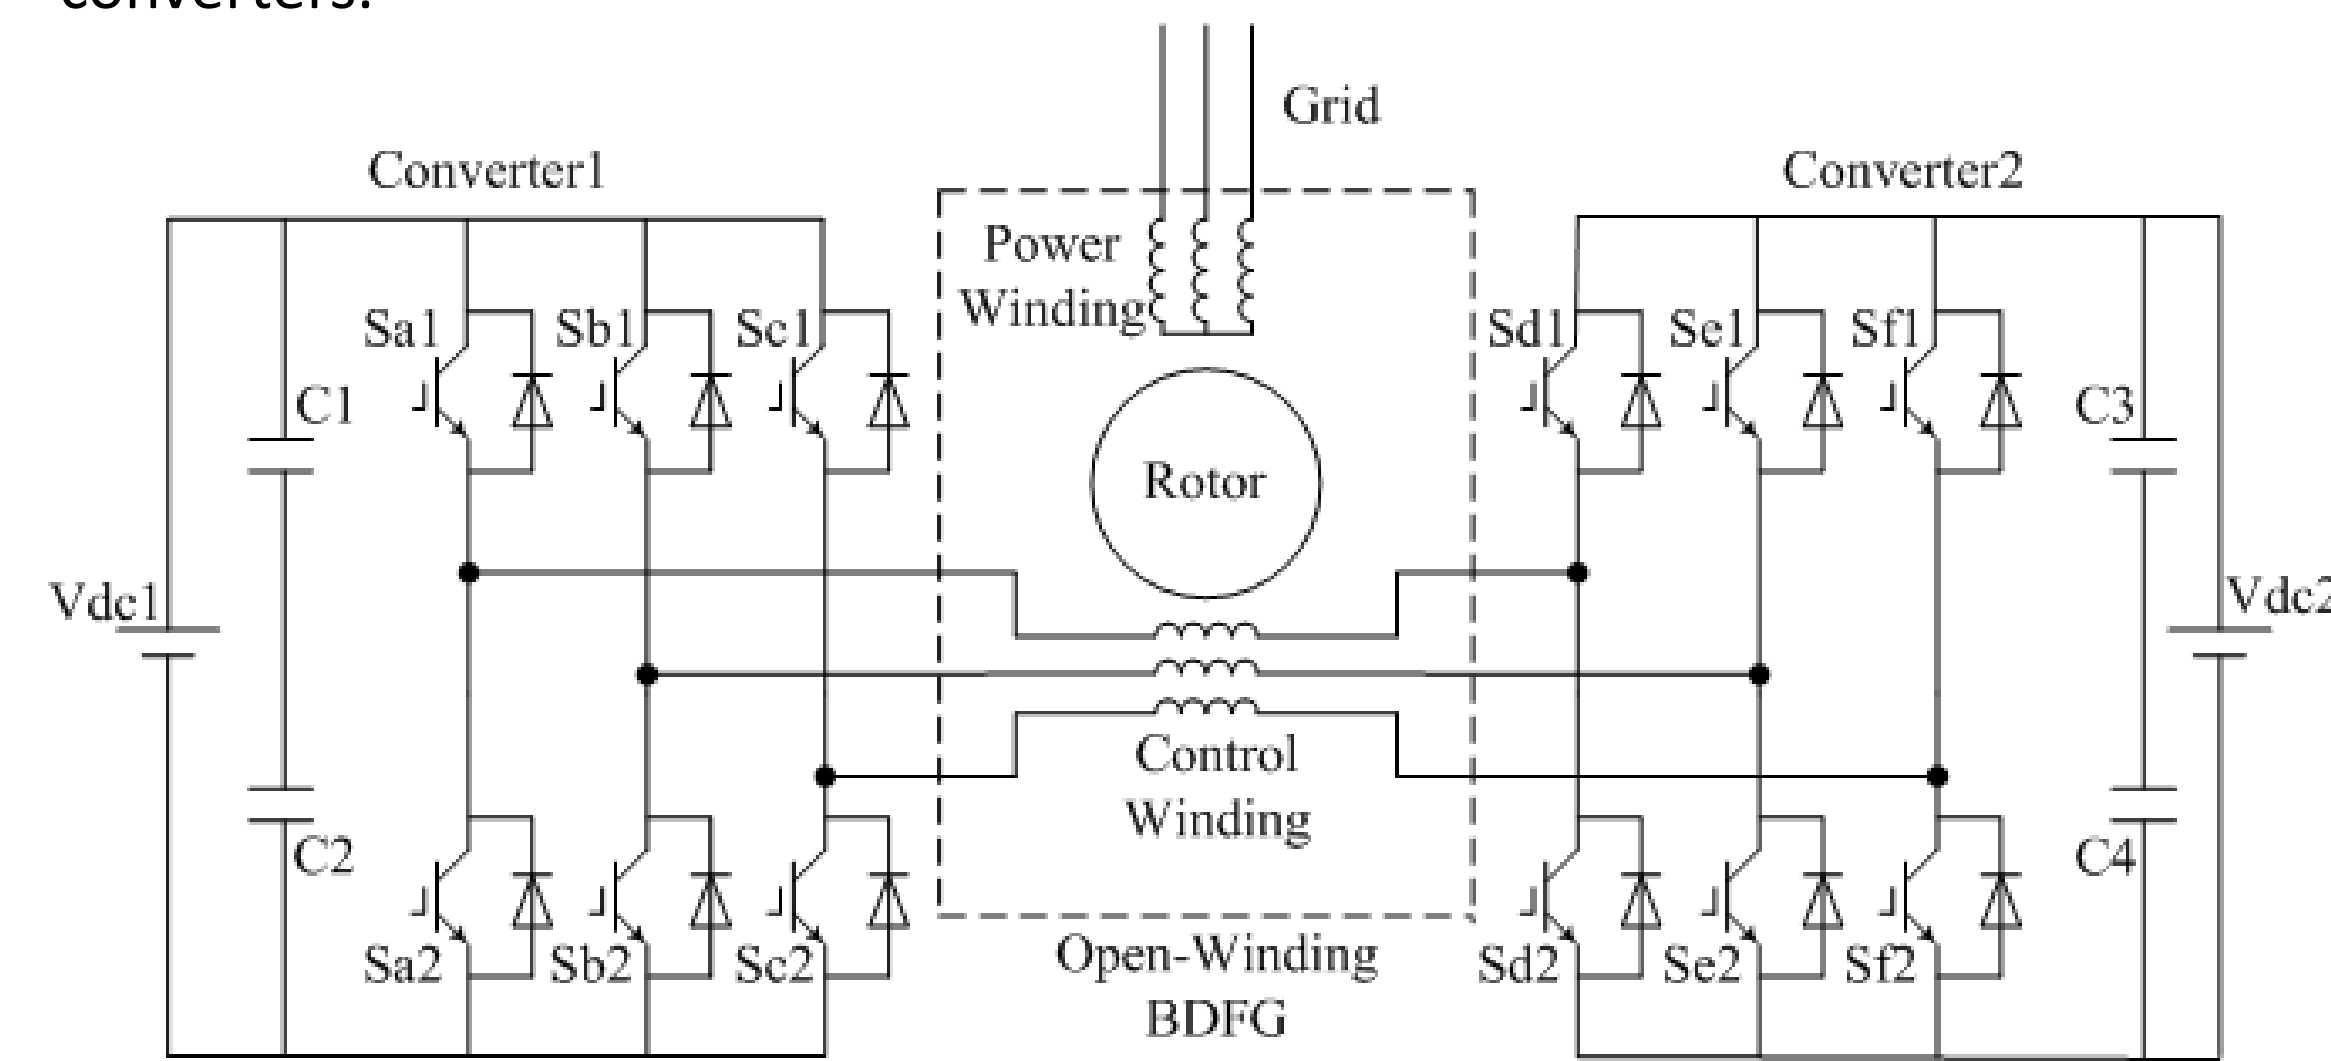 converters.
Grid
Converter1
Converter2
Power
Winding
Sa1
Sb1
Sc1
Sd1
Se1
Sf1
C1
C3
Rotor
Vdc1
Vdc2
Control
Winding
C2
C4
Sa2
Sb2
Sc2
Sd2
Se2
Sf2
Open-Winding
BDFG